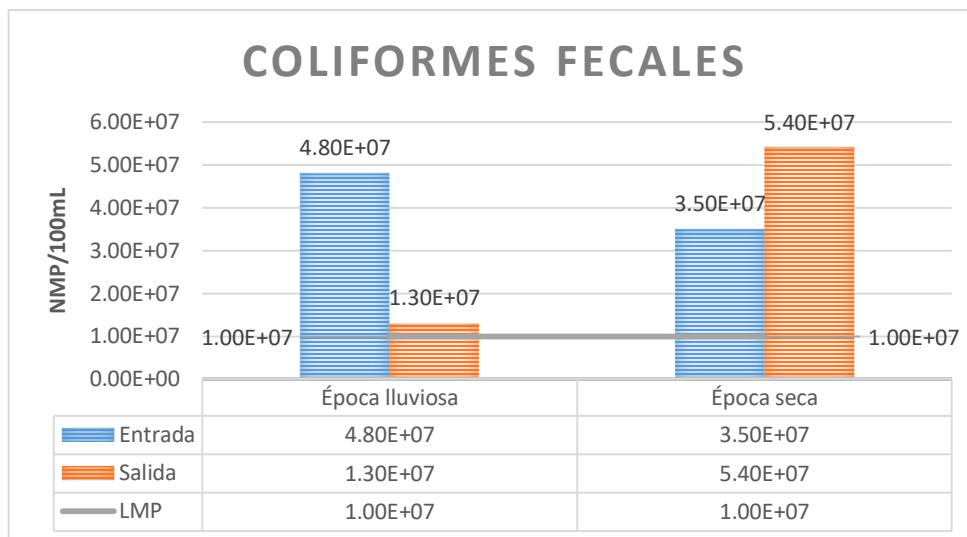 COLIFORMES FECALES
NMP/100mL
6.00E+07
5.00E+07
4.00E+07
3.00E+07
2.00E+07
1.00E+07
0.00E+00
4.80E+07
1.30E+07
3.50E+07
5.40E+07
1.00E+07
1.00E+07
Época lluviosa Época seca
Entrada 4.80E+07 3.50E+07
Salida 1.30E+07 5.40E+07
LMP 1.00E+07 1.00E+07